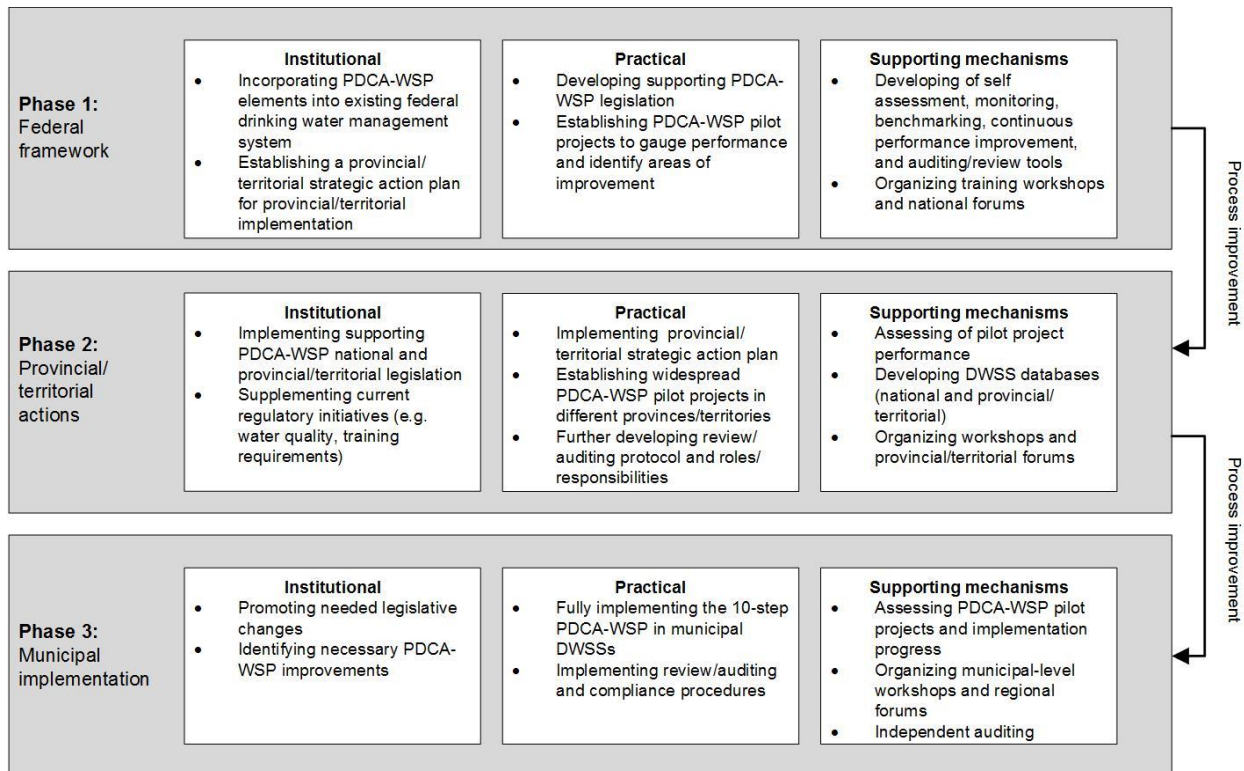 Phase 1:
Federal
framework
Institutional
• Incorporating PDCA-WSP
elements into existing federal
drinking water management
system
• Establishing a provincial/
territorial strategic action plan
for provincial/territorial
implementation
Practical
• Developing supporting PDCA-
WSP legislation
• Establishing PDCA-WSP pilot
projects to gauge performance
and identify areas of
improvement
Supporting mechanisms
• Developing of self
assessment, monitoring,
benchmarking, continuous
performance improvement,
and auditing/review tools
• Organizing training workshops
and national forums
Process improvement
Phase 2:
Provincial/
territorial
actions
Institutional
• Implementing supporting
PDCA-WSP national and
provincial/territorial legislation
• Supplementing current
regulatory initiatives (e.g.
water quality, training
requirements)
Practical
• Implementing provincial/
territorial strategic action plan
• Establishing widespread
PDCA-WSP pilot projects in
different provinces/territories
• Further developing review/
auditing protocol and roles/
responsibilities
Supporting mechanisms
• Assessing of pilot project
performance
• Developing DWSS databases
(national and provincial/
territorial)
• Organizing workshops and
provincial/territorial forums
Process improvement
Phase 3:
Municipal
implementation
Institutional
• Promoting needed legislative
changes
• Identifying necessary PDCA-
WSP improvements
Practical
• Fully implementing the 10-step
PDCA-WSP in municipal
DWSSs
• Implementing review/auditing
and compliance procedures
Supporting mechanisms
• Assessing PDCA-WSP pilot
projects and implementation
progress
• Organizing municipal-level
workshops and regional
forums
• Independent auditing